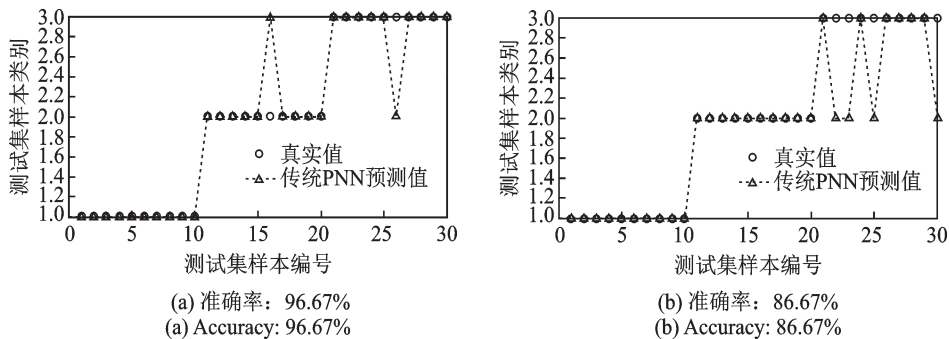 测试集样本类别
3.0
2.8
2.6
2.4
2.2
2.0
1.8
1.6
1.4
1.2
1.0
真实值
传统PNN预测值
0 5 10 15 20 25 30
测试集样本编号
(a) 准确率：96.67%
(a) Accuracy: 96.67%
测试集样本类别
3.0
2.8
2.6
2.4
2.2
2.0
1.8
1.6
1.4
1.2
1.0
真实值
传统PNN预测值
0 5 10 15 20 25 30
测试集样本编号
(b) 准确率：86.67%
(b) Accuracy: 86.67%